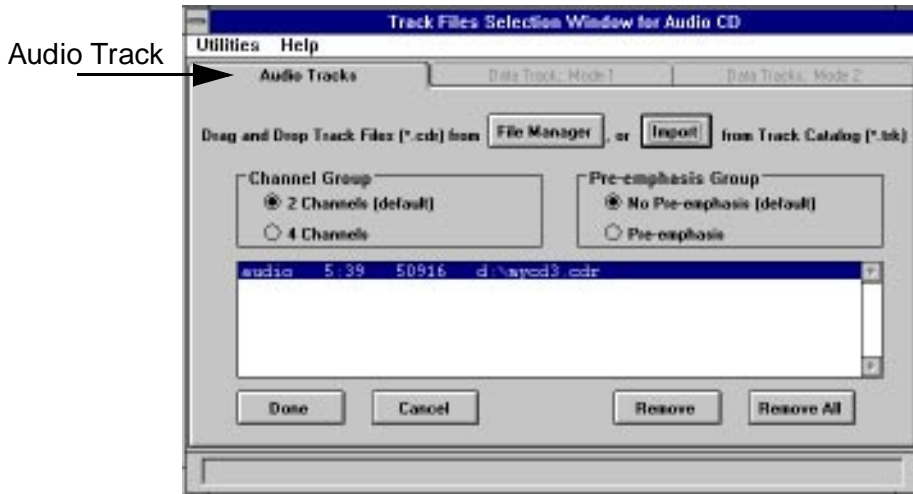 Track Files Selection Window for Audio CD
Utilities Help
Audio Track
Audio Tracks Data Track, Mode 1 Data Tracks, Mode 2
Drag and Drop Track Files (*.cdr) from File Manager, or Import from Track Catalog (*.trk)
Channel Group Pre-emphasis Group
2 Channels (default) No Pre-emphasis (default)
4 Channels Pre-emphasis
audio 5:39 50916 d:\mycd3.cdr
Done Cancel Remove Remove All